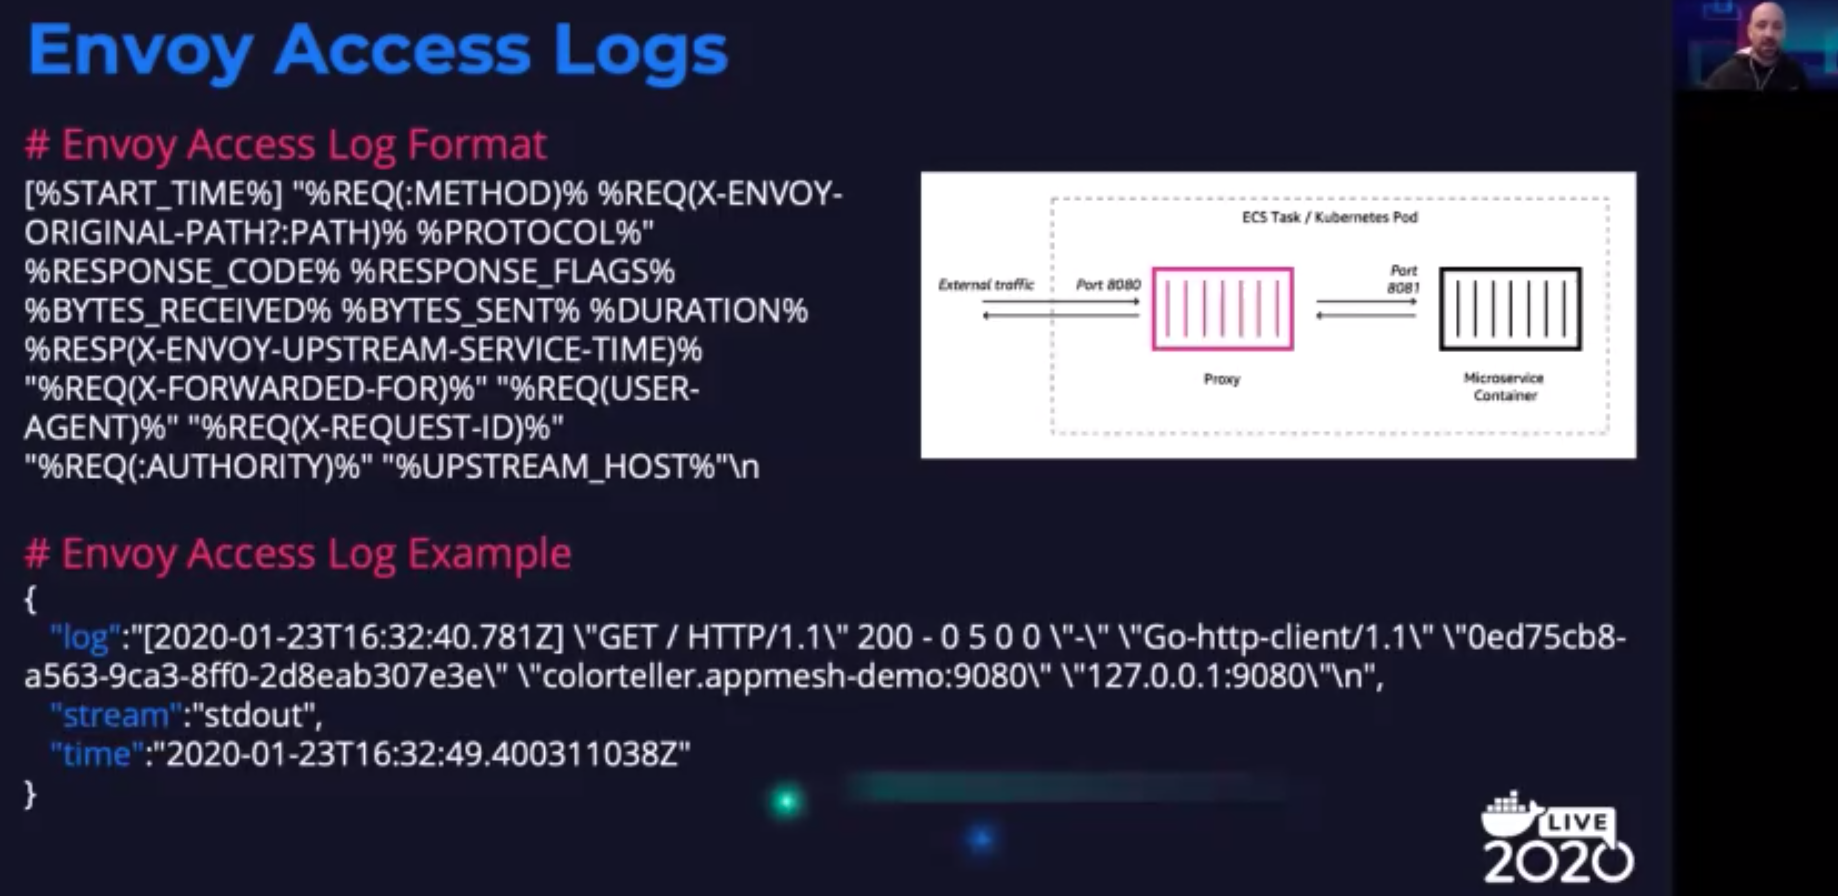 Envoy Access Logs
# Envoy Access Log Format
[%START_TIME%] "%REQ(:METHOD)% %REQ(X-ENVOY-
ORIGINAL-PATH?:PATH)% %PROTOCOL%"
%RESPONSE_CODE% %RESPONSE_FLAGS%
%BYTES_RECEIVED% %BYTES_SENT% %DURATION%
%RESP(X-ENVOY-UPSTREAM-SERVICE-TIME)%
"%REQ(X-FORWARDED-FOR)%" "%REQ(USER-
AGENT)%" "%REQ(X-REQUEST-ID)%"
"%REQ(:AUTHORITY)%" "%UPSTREAM_HOST%"\n
ECS Task / Kubernetes Pod
External traffic
Port 8080
Port
8081
Proxy
Microservice
Container
# Envoy Access Log Example
{
"log":"[2020-01-23T16:32:40.781Z] \"GET / HTTP/1.1\" 200 - 0 5 0 0 \"-\" \"Go-http-client/1.1\" \"0ed75cb8-
a563-9ca3-8ff0-2d8eab307e3e\" \"colorteller.appmesh-demo:9080\" \"127.0.0.1:9080\"\n",
"stream":"stdout",
"time":"2020-01-23T16:32:49.400311038Z"
}
LIVE
2020